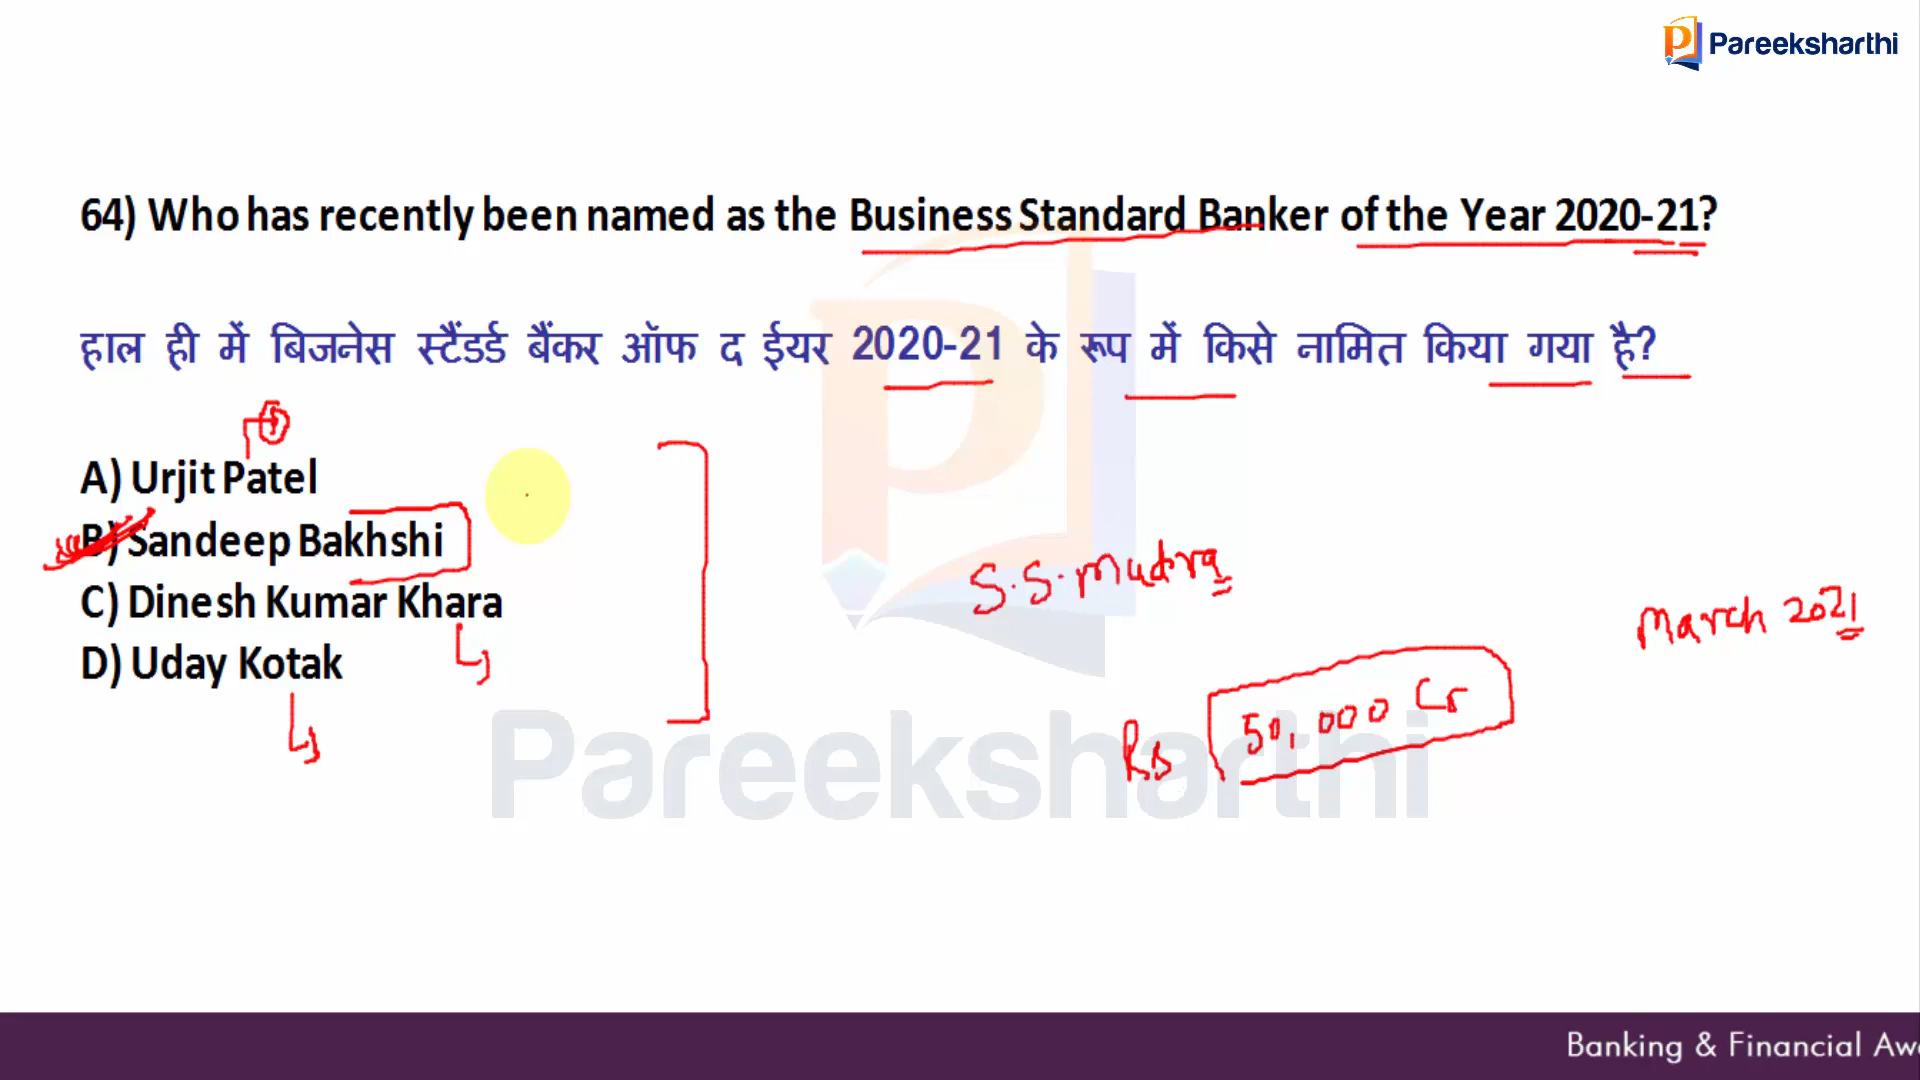 Pareeksharthi
64) Who has recently been named as the Business Standard Banker of the Year 2020-21?
हाल ही में बिजनेस स्टैंडर्ड बैंकर ऑफ द ईयर 2020-21 के रूप में किसे नामित किया गया है?
A) Urjit Patel
B) Sandeep Bakhshi
C) Dinesh Kumar Khara
D) Uday Kotak
S.S. Mudra
March 2021
Rs 50,000 Cr
Pareeksharthi
Banking & Financial Aw